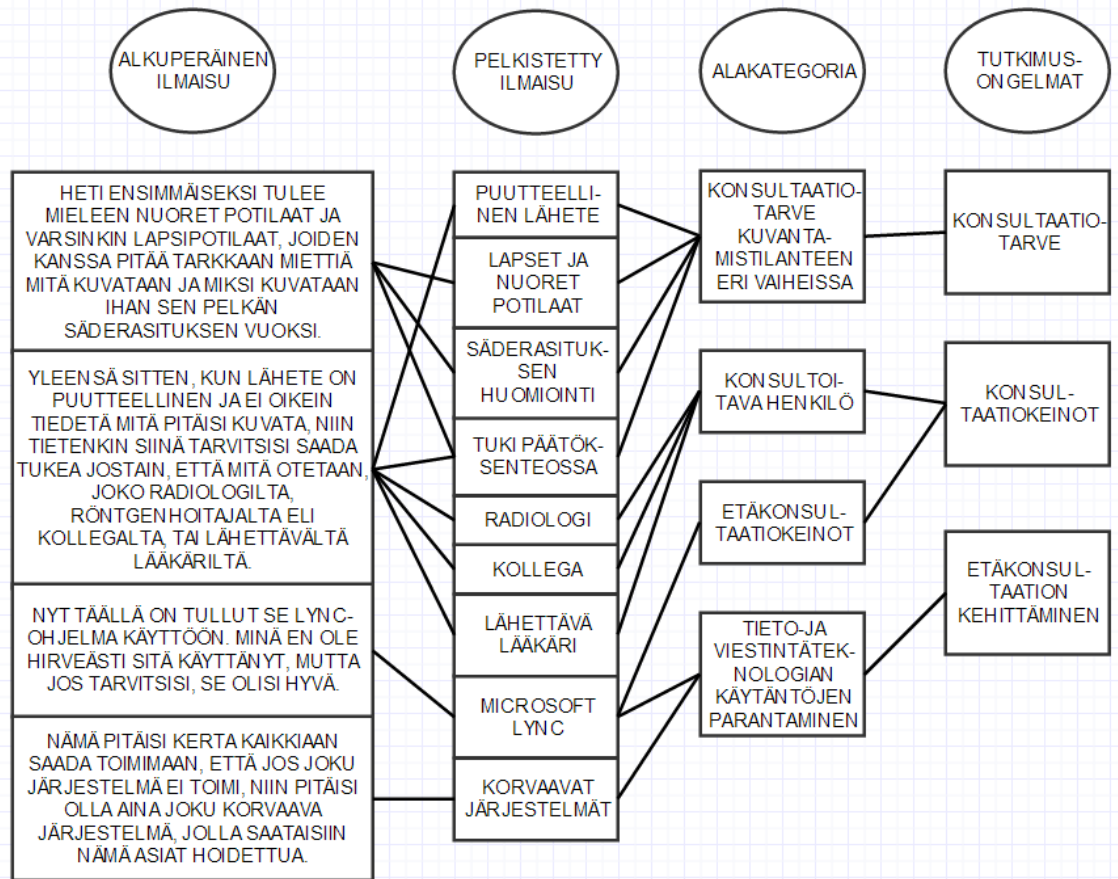 ALKUPERÄINEN
ILMAISU
PELKISTETTY
ILMAISU
ALAKATEGORIA
TUTKIMUS-
ONGELMAT
HETI ENSIMMÄISEKSI TULEE
MIELEEN NUORET POTILAAT JA
VARSINKIN LAPSIPOTILAAT, JOIDEN
KANSSA PITÄÄ TARKKAAN MIETTIÄ
MITÄ KUVATAAN JA MIKSI KUVATAAN
IHAN SEN PELKÄN
SÄDERASITUKSEN VUOKSI.
YLEENSÄ SITTEN, KUN LÄHETE ON
PUUTTEELLINEN JA EI OIKEIN
TIEDETÄ MITÄ PITÄISI KUVATA, NIIN
TIETENKIN SIINÄ TARVITSISI SAADA
TUKEA JOSTAIN, ETTÄ MITÄ OTETAAN,
JOKO RADIOLOGILTA,
RÖNTGENHOITAJALTA ELI
KOLLEGALTA, TAI LÄHETTÄVÄLTÄ
LÄÄKÄRILTÄ.
NYT TÄÄLLÄ ON TULLUT SE LYNC-
OHJELMA KÄYTTÖÖN. MINÄ EN OLE
HIRVEÄSTI SITÄ KÄYTTÄNYT, MUTTA
JOS TARVITSISI, SE OLISI HYVÄ.
NÄMÄ PITÄISI KERTA KAIKKIAAN
SAADA TOIMIMAAN, ETTÄ JOS JOKU
JÄRJESTELMÄ EI TOIMI, NIIN PITÄISI
OLLA AINA JOKU KORVAAVA
JÄRJESTELMÄ, JOLLA SAATAISIIN
NÄMÄ ASIAT HOIDETTUA.
PUUTTEELLI-
NEN LÄHETE
LAPSET JA
NUORET
POTILAAT
SÄDERASITUK-
SEN
HUOMIOINTI
TUKI PÄÄTÖK-
SENTEOSSA
RADIOLOGI
KOLLEGA
LÄHETTÄVÄ
LÄÄKÄRI
MICROSOFT
LYNC
KORVAAVAT
JÄRJESTELMÄT
KONSULTAATIO-
TARVE
KUVANTA-
MISTILANTEEN
ERI VAIHEISSA
KONSULTOI-
TAVA HENKILÖ
ETÄKONSUL-
TAATIOKEINOT
TIETO-JA
VIESTINTÄTEK-
NOLOGIAN
KÄYTÄNTÖJEN
PARANTAMINEN
KONSULTAATIO-
TARVE
KONSUL-
TAATIOKEINOT
ETÄKONSUL-
TAATION
KEHITTÄMINEN